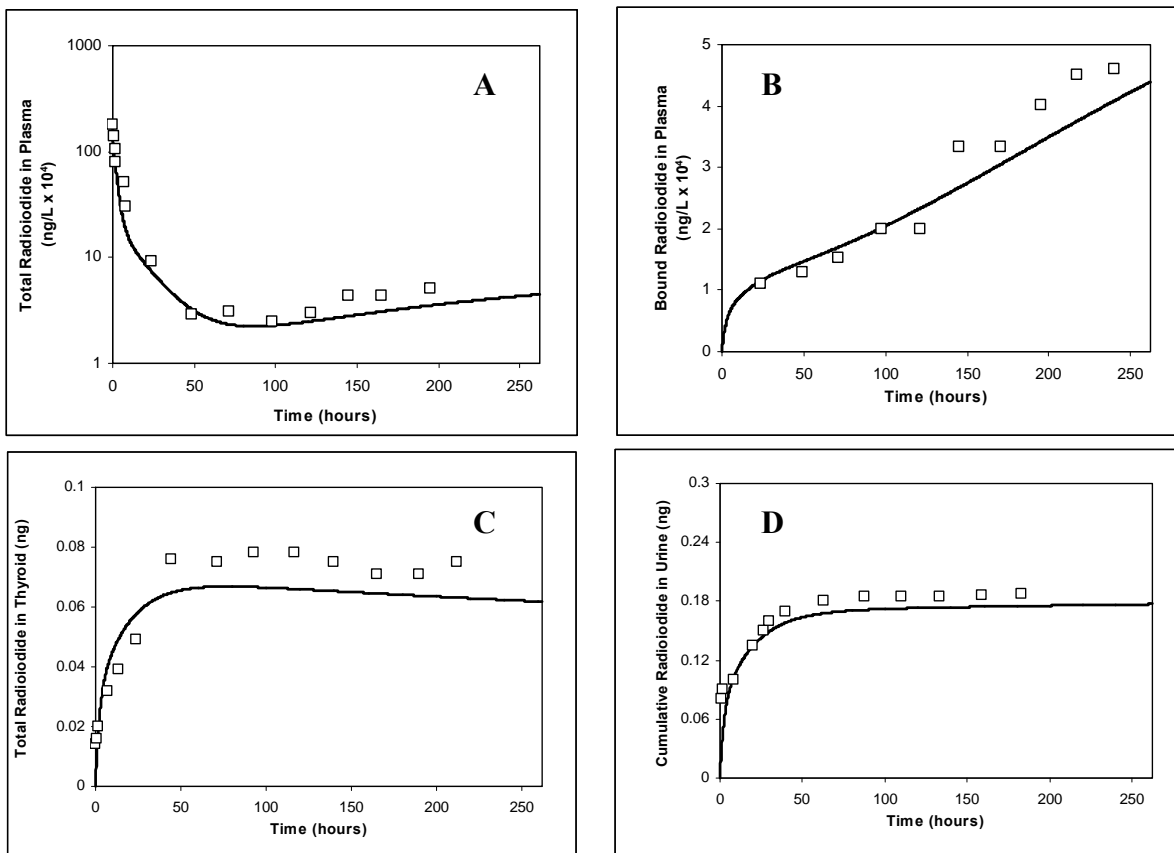 A
Total Radioiodide in Plasma
(ng/L x 10⁴)
1000
100
10
1
0 50 100 150 200 250
Time (hours)
B
Bound Radioiodide in Plasma
(ng/L x 10⁴)
5
4
3
2
1
0
0 50 100 150 200 250
Time (hours)
C
Total Radioiodide in Thyroid (ng)
0.1
0.08
0.06
0.04
0.02
0
0 50 100 150 200 250
Time (hours)
D
Cumulative Radioiodide in Urine (ng)
0.3
0.24
0.18
0.12
0.06
0
0 50 100 150 200 250
Time (hours)